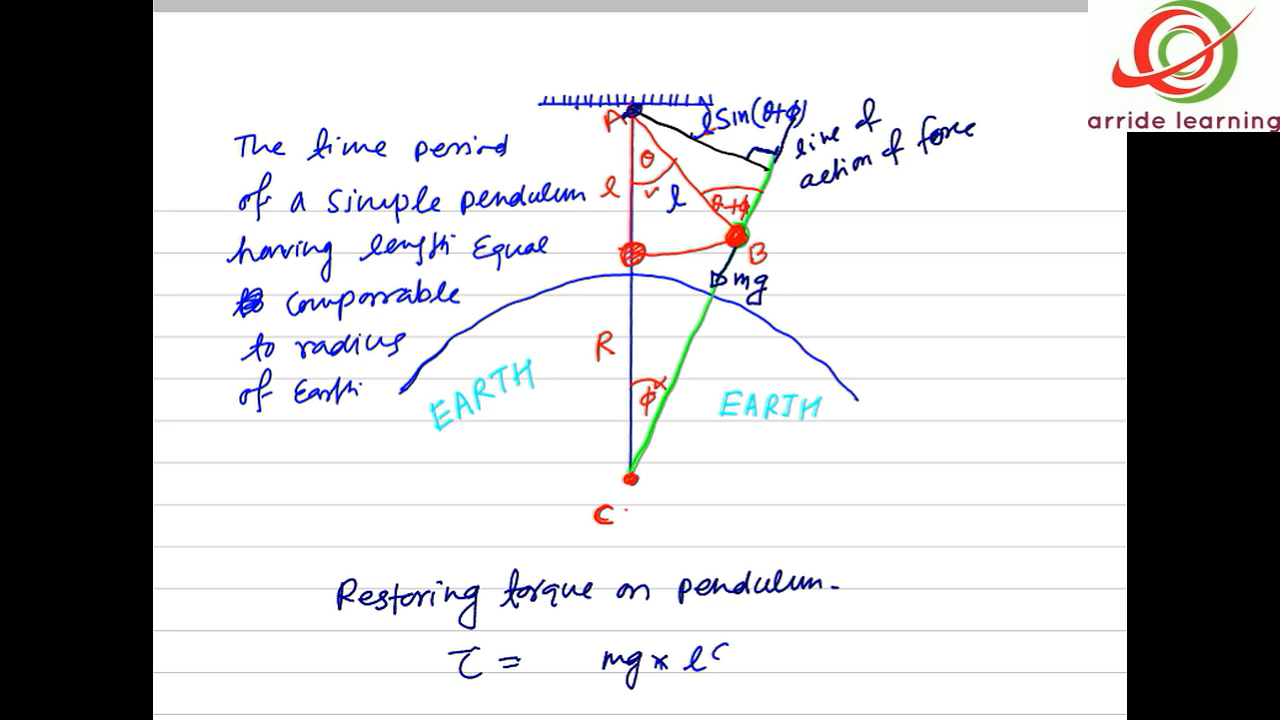 arride learning
The time period
of a simple pendulum
having length Equal
comparrable
to radius
of Earth
A
l sin(θ+ϕ)
line of
action of force
θ
l
l
θ+ϕ
B
mg
R
ϕ
EARTH
EARTH
C
Restoring torque on pendulum.
τ = mg × l